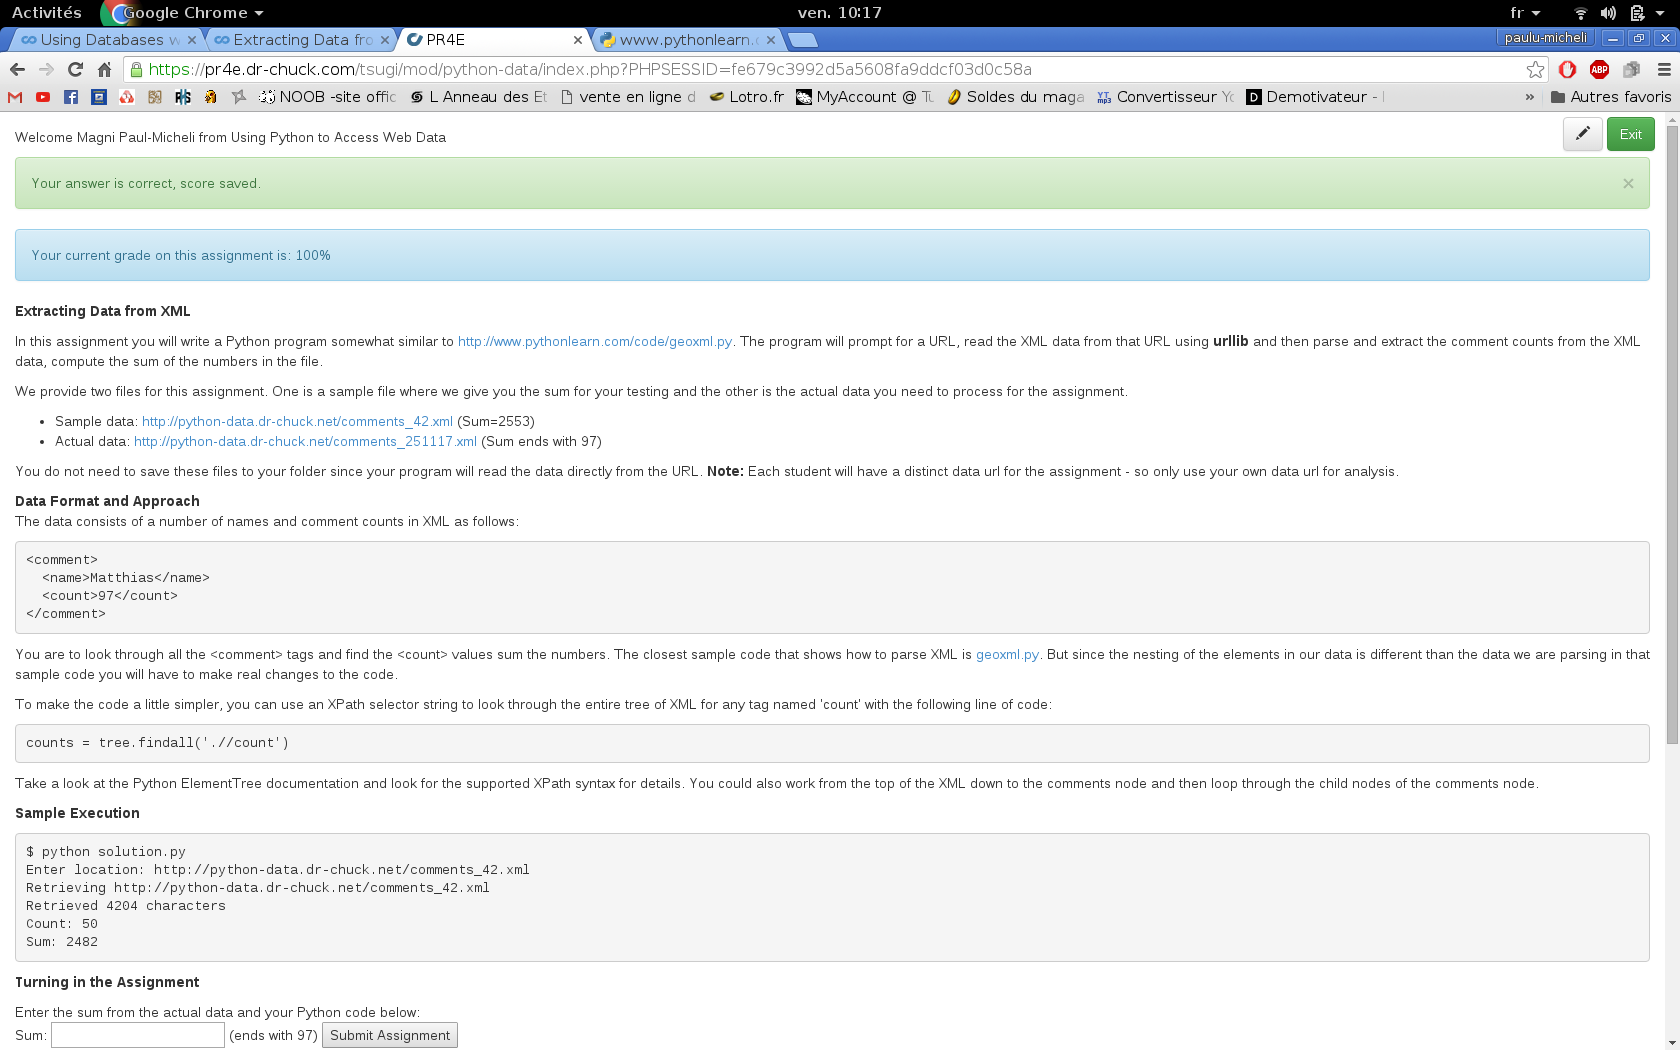 Activités Google Chrome ven. 10:17 fr
Using Databases w Extracting Data fro PR4E www.pythonlearn. paulu-micheli
https://pr4e.dr-chuck.com/tsugi/mod/python-data/index.php?PHPSESSID=fe679c3992d5a5608fa9ddcf03d0c58a ABP
NOOB -site offic L Anneau des Et vente en ligne d Lotro.fr MyAccount @ Tu Soldes du maga Convertisseur Yo Demotivateur - » Autres favoris
Welcome Magni Paul-Micheli from Using Python to Access Web Data Exit
Your answer is correct, score saved. ×
Your current grade on this assignment is: 100%
Extracting Data from XML
In this assignment you will write a Python program somewhat similar to http://www.pythonlearn.com/code/geoxml.py. The program will prompt for a URL, read the XML data from that URL using urllib and then parse and extract the comment counts from the XML
data, compute the sum of the numbers in the file.
We provide two files for this assignment. One is a sample file where we give you the sum for your testing and the other is the actual data you need to process for the assignment.
• Sample data: http://python-data.dr-chuck.net/comments_42.xml (Sum=2553)
• Actual data: http://python-data.dr-chuck.net/comments_251117.xml (Sum ends with 97)
You do not need to save these files to your folder since your program will read the data directly from the URL. Note: Each student will have a distinct data url for the assignment - so only use your own data url for analysis.
Data Format and Approach
The data consists of a number of names and comment counts in XML as follows:
<comment>
  <name>Matthias</name>
  <count>97</count>
</comment>
You are to look through all the <comment> tags and find the <count> values sum the numbers. The closest sample code that shows how to parse XML is geoxml.py. But since the nesting of the elements in our data is different than the data we are parsing in that
sample code you will have to make real changes to the code.
To make the code a little simpler, you can use an XPath selector string to look through the entire tree of XML for any tag named 'count' with the following line of code:
counts = tree.findall('.//count')
Take a look at the Python ElementTree documentation and look for the supported XPath syntax for details. You could also work from the top of the XML down to the comments node and then loop through the child nodes of the comments node.
Sample Execution
$ python solution.py
Enter location: http://python-data.dr-chuck.net/comments_42.xml
Retrieving http://python-data.dr-chuck.net/comments_42.xml
Retrieved 4204 characters
Count: 50
Sum: 2482
Turning in the Assignment
Enter the sum from the actual data and your Python code below:
Sum: (ends with 97) Submit Assignment